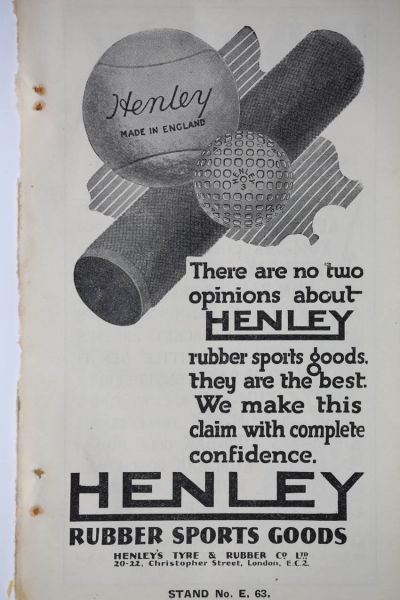 Henley
MADE IN ENGLAND
HENLEY
3
There are no two
opinions about
HENLEY
rubber sports goods.
they are the best.
We make this
claim with complete
confidence.
HENLEY
RUBBER SPORTS GOODS
HENLEY'S TYRE & RUBBER Co LTD
20-22, Christopher Street, London, E.C.2.
STAND No. E. 63.